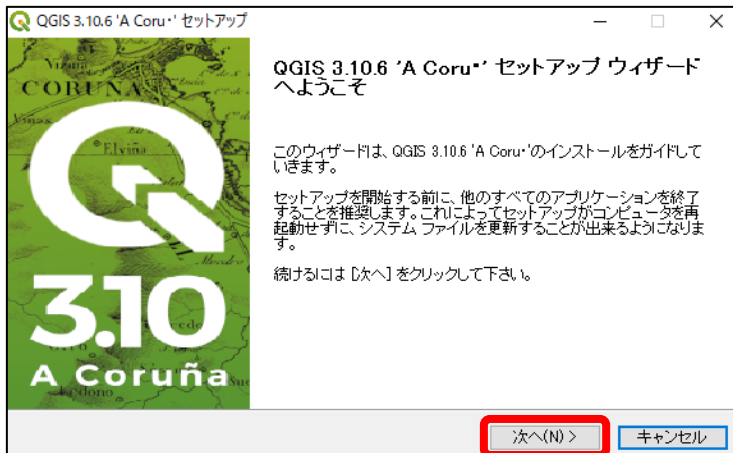 QGIS 3.10.6 'A Coru･' セットアップ
CORUNA
Elviña
3.10
A Coruña
QGIS 3.10.6 'A Coru･' セットアップ ウィザード
へようこそ
このウィザードは、QGIS 3.10.6 'A Coru･'のインストールをガイドして
いきます。
セットアップを開始する前に、他のすべてのアプリケーションを終了
することを推奨します。これによってセットアップがコンピュータを再
起動せずに、システム ファイルを更新することが出来るようになりま
す。
続けるには [次へ] をクリックして下さい。
次へ(N) >
キャンセル